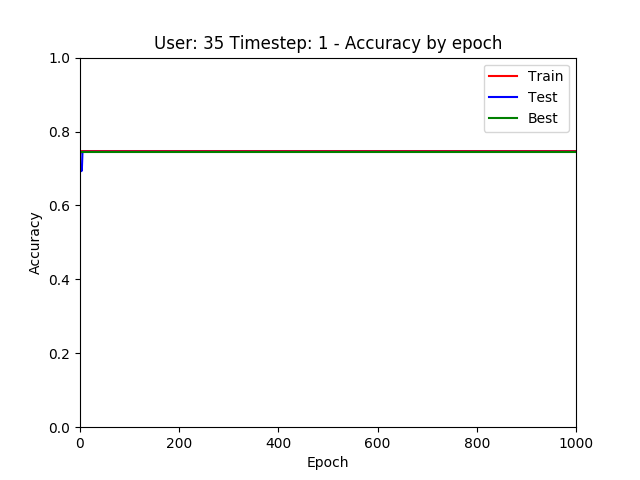 User: 35 Timestep: 1 - Accuracy by epoch
1.0
Train
Test
Best
0.8
0.6
Accuracy
0.4
0.2
0.0
0 200 400 600 800 1000
Epoch